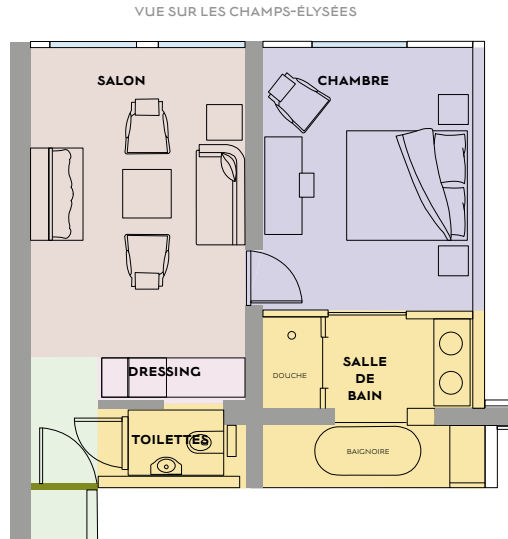 VUE SUR LES CHAMPS-ÉLYSÉES
SALON
CHAMBRE
DRESSING
DOUCHE
SALLE
DE
BAIN
TOILETTES
BAIGNOIRE